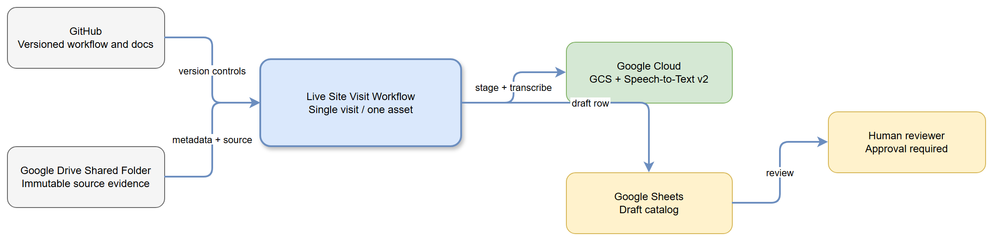 GitHub
Versioned workflow and docs
version controls
Live Site Visit Workflow
Single visit / one asset
metadata + source
Google Drive Shared Folder
Immutable source evidence
stage + transcribe
Google Cloud
GCS + Speech-to-Text v2
draft row
Google Sheets
Draft catalog
review
Human reviewer
Approval required